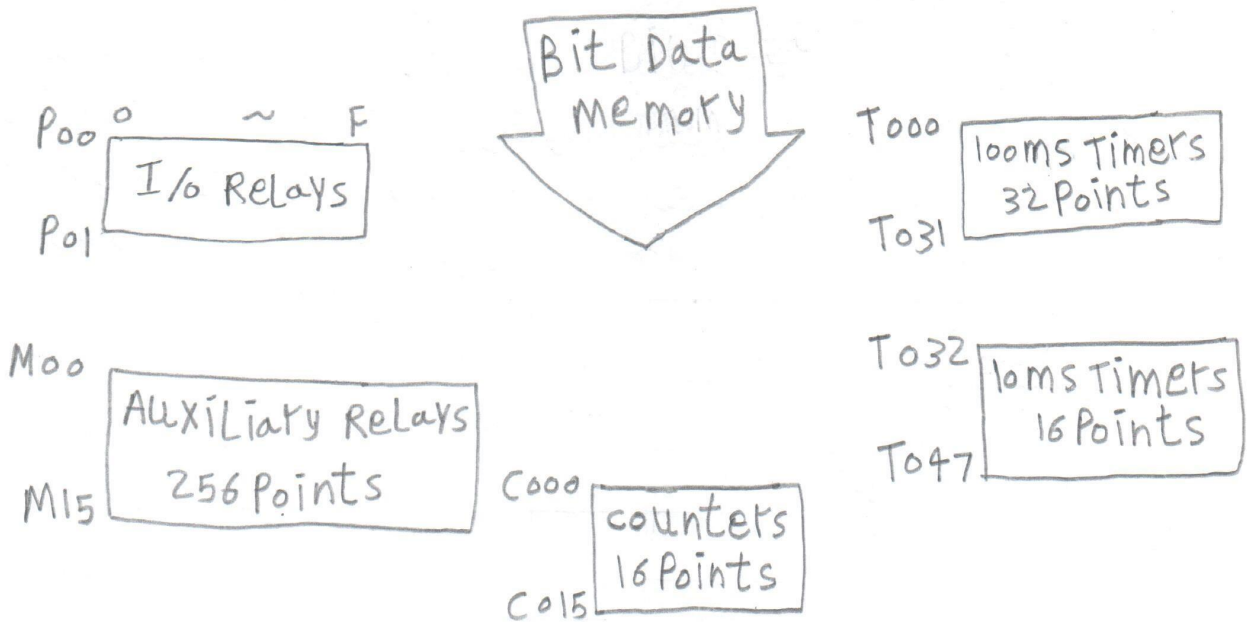 Bit Data
Memory
P00
0 ~ F
I/O Relays
P01
T000
100ms Timers
32 Points
T031
M00
Auxiliary Relays
256 Points
M15
T032
10ms Timers
16 Points
T047
C000
counters
16 Points
C015